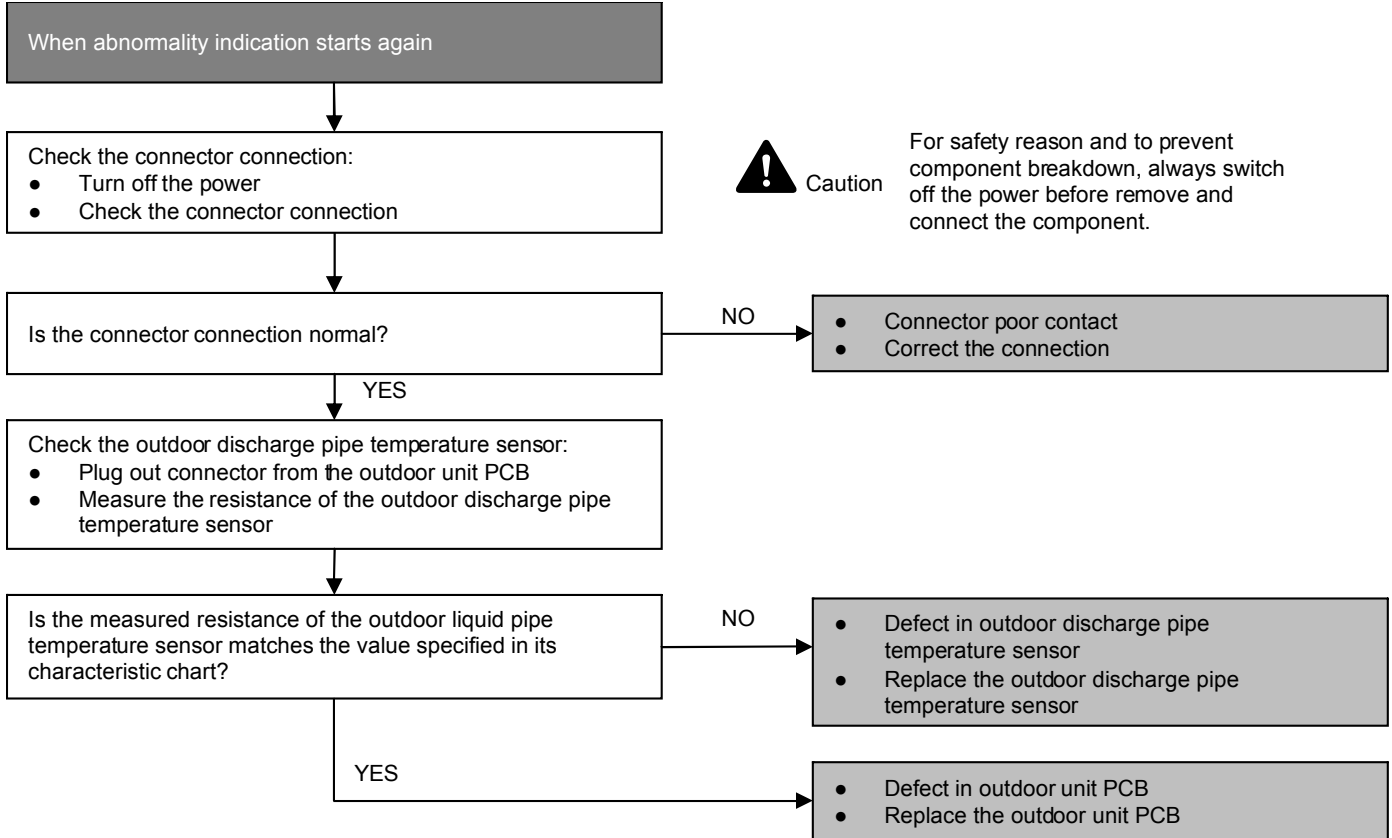 When abnormality indication starts again
Check the connector connection:
● Turn off the power
● Check the connector connection
Caution
For safety reason and to prevent
component breakdown, always switch
off the power before remove and
connect the component.
Is the connector connection normal?
NO
● Connector poor contact
● Correct the connection
YES
Check the outdoor discharge pipe temperature sensor:
● Plug out connector from the outdoor unit PCB
● Measure the resistance of the outdoor discharge pipe
temperature sensor
Is the measured resistance of the outdoor liquid pipe
temperature sensor matches the value specified in its
characteristic chart?
NO
● Defect in outdoor discharge pipe
temperature sensor
● Replace the outdoor discharge pipe
temperature sensor
YES
● Defect in outdoor unit PCB
● Replace the outdoor unit PCB